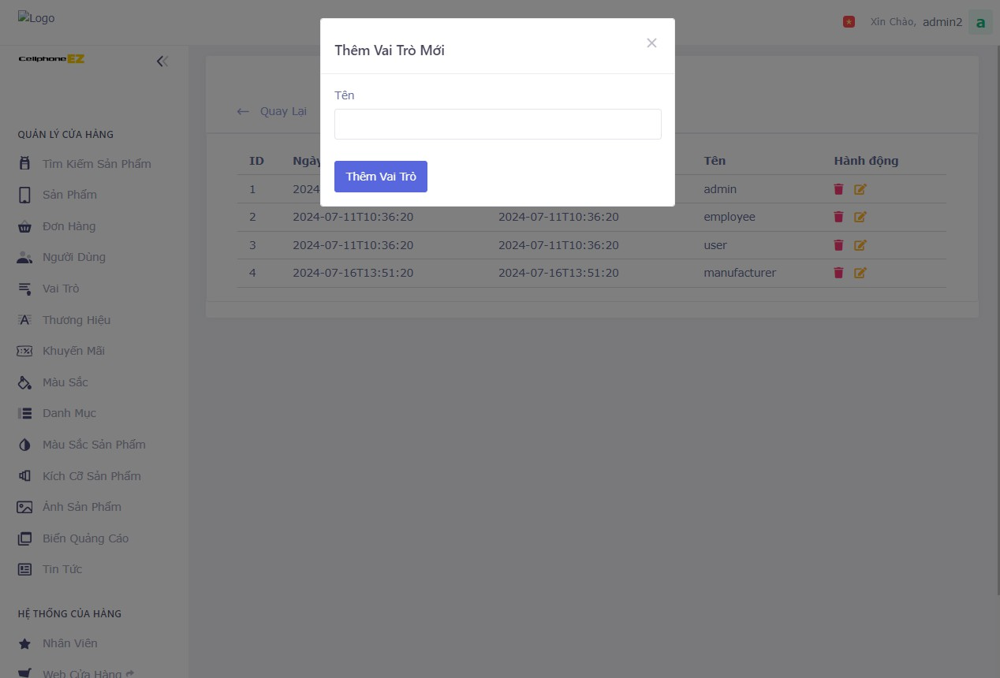 Logo
Xin Chào, admin2 a
CellphoneEZ
Thêm Vai Trò Mới
Tên
Quay Lại
Thêm Vai Trò
ID Ngày Tên Hành động
1 2024 admin
2 2024-07-11T10:36:20 2024-07-11T10:36:20 employee
3 2024-07-11T10:36:20 2024-07-11T10:36:20 user
4 2024-07-16T13:51:20 2024-07-16T13:51:20 manufacturer
QUẢN LÝ CỬA HÀNG
Tìm Kiếm Sản Phẩm
Sản Phẩm
Đơn Hàng
Người Dùng
Vai Trò
Thương Hiệu
Khuyến Mãi
Màu Sắc
Danh Mục
Màu Sắc Sản Phẩm
Kích Cỡ Sản Phẩm
Ảnh Sản Phẩm
Biển Quảng Cáo
Tin Tức
HỆ THỐNG CỦA HÀNG
Nhân Viên
Web Cửa Hàng